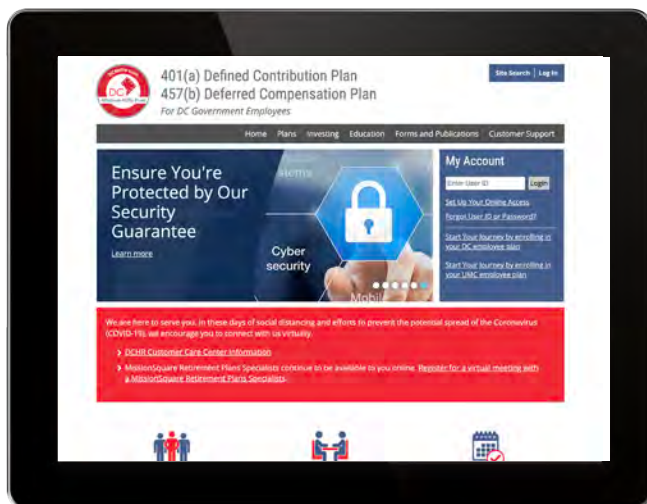 DC
401(a) Defined Contribution Plan
457(b) Deferred Compensation Plan
For DC Government Employees
Site Search | Log In
Home Plans Investing Education Forms and Publications Customer Support
Ensure You're
Protected by Our
Security
Guarantee
Learn more
Cyber
security
Mobile
My Account
Enter User ID
Login
Set Up Your Online Access
Forgot User ID or Password?
Start Your Journey by enrolling in
your DC employee plan
Start Your Journey by enrolling in
your UMC employee plan
We are here to serve you. In these days of social distancing and efforts to prevent the potential spread of the Coronavirus
(COVID-19), we encourage you to connect with us virtually.
DCHR Customer Care Center Information
MissionSquare Retirement Plans Specialists continue to be available to you online. Register for a virtual meeting with
a MissionSquare Retirement Plans Specialists.